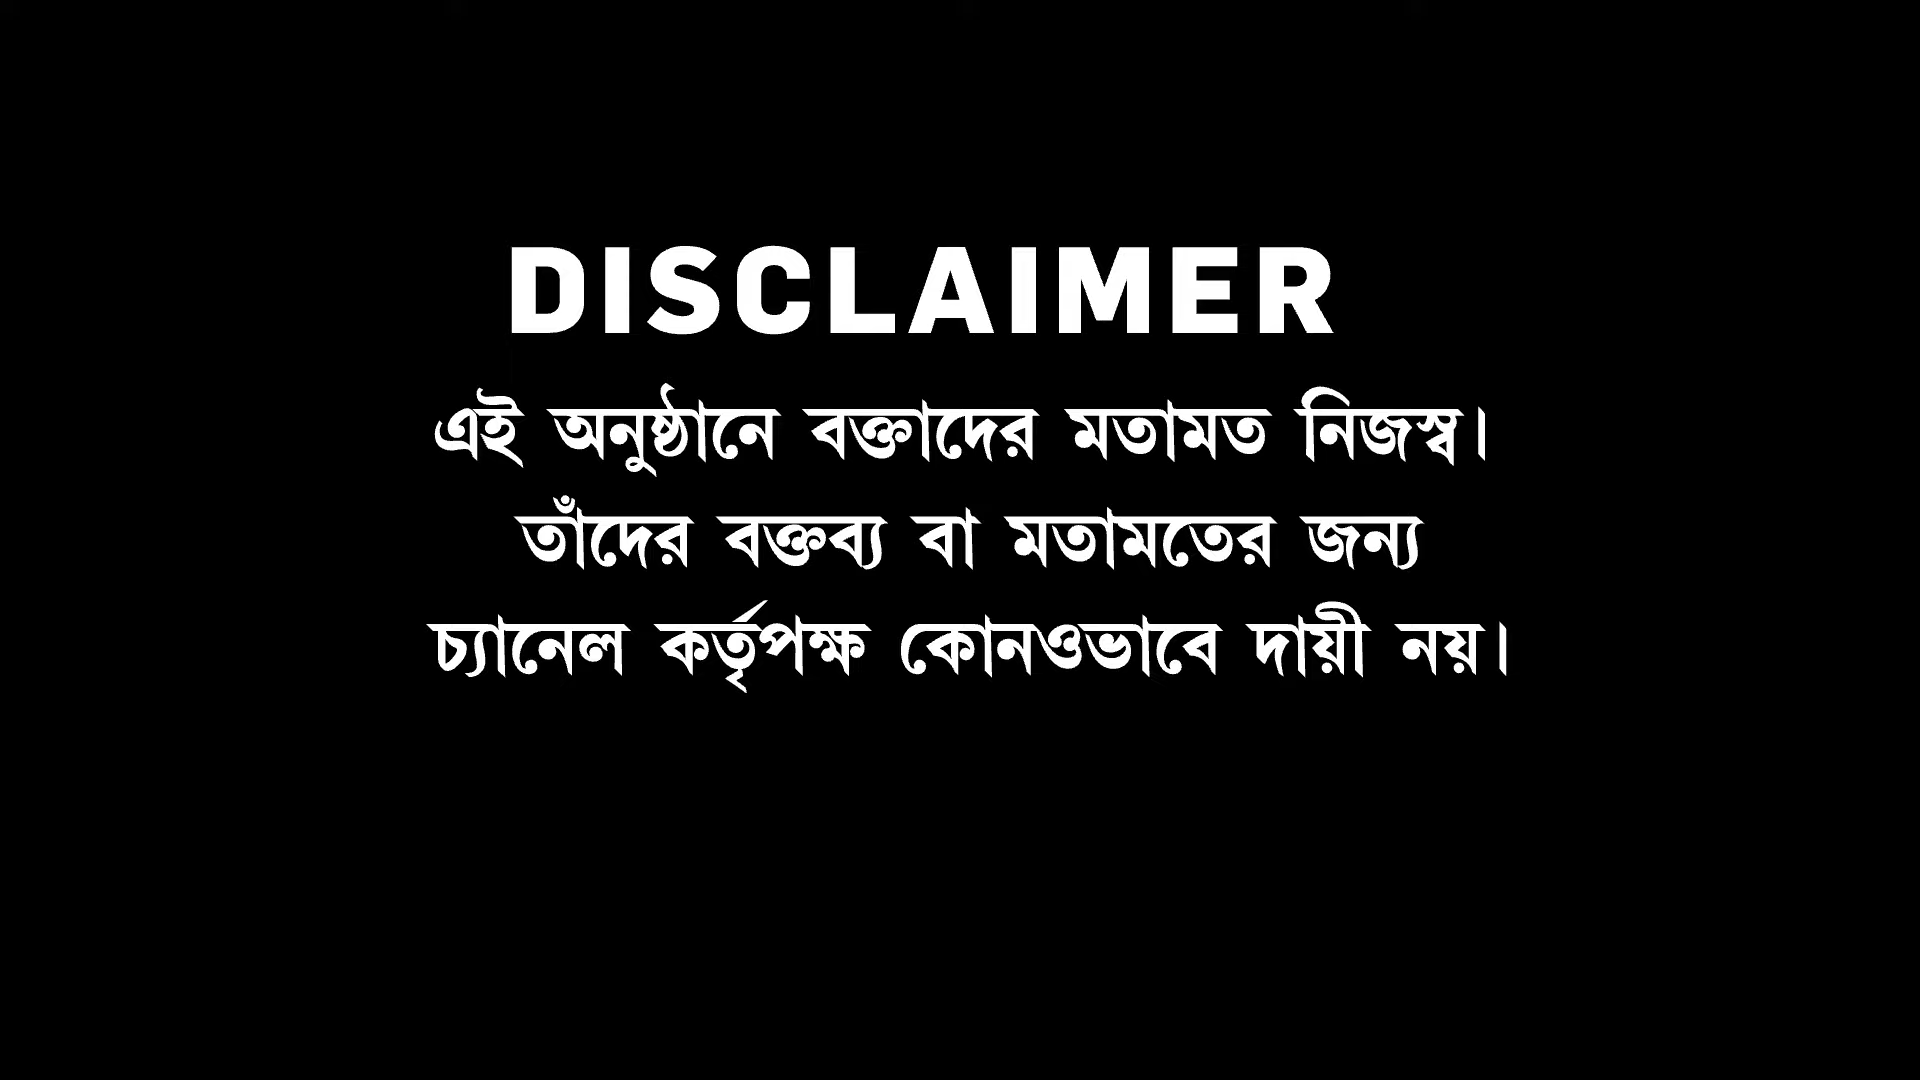 DISCLAIMER
এই অনুষ্ঠানে বক্তাদের মতামত নিজস্ব।
তাঁদের বক্তব্য বা মতামতের জন্য
চ্যানেল কর্তৃপক্ষ কোনওভাবে দায়ী নয়।